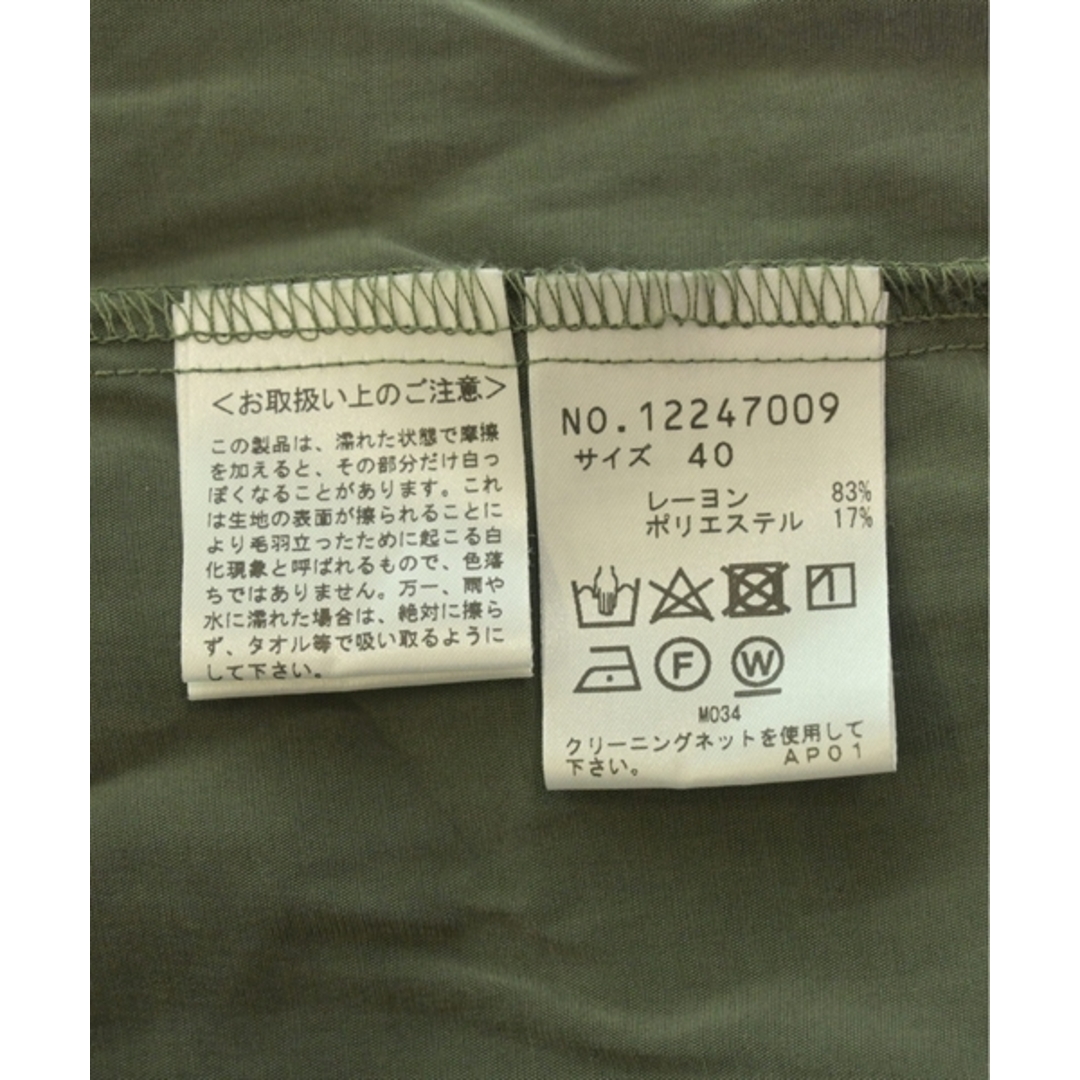 ＜お取扱い上のご注意＞
この製品は、濡れた状態で摩擦
を加えると、その部分だけ白っ
ぽくなることがあります。これ
は生地の表面が擦られることに
より毛羽立ったために起こる白
化現象と呼ばれるもので、色落
ちではありません。万一、雨や
水に濡れた場合は、絶対に擦ら
ず、タオル等で吸い取るように
して下さい。
NO.12247009
サイズ 40
レーヨン 83%
ポリエステル 17%
F W
M034
クリーニングネットを使用して
下さい。 AP01